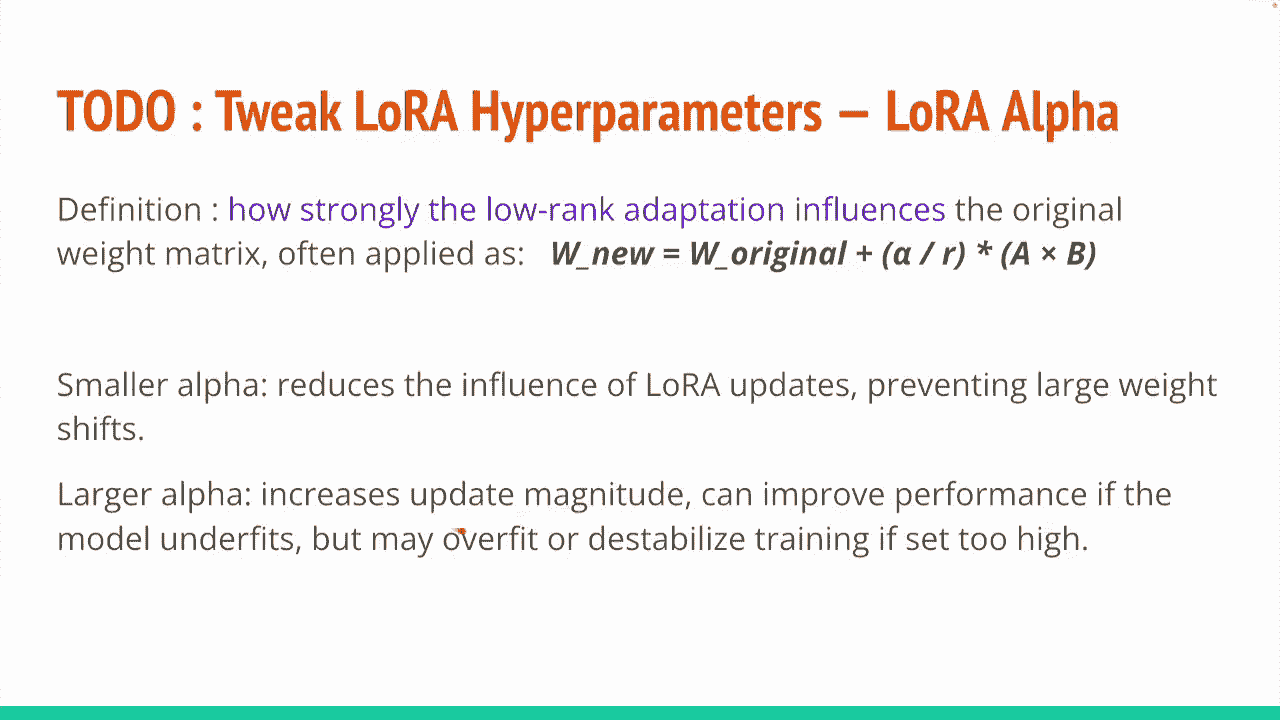 TODO : Tweak LoRA Hyperparameters – LoRA Alpha
Definition : how strongly the low-rank adaptation influences the original
weight matrix, often applied as: W_new = W_original + (α / r) * (A × B)
Smaller alpha: reduces the influence of LoRA updates, preventing large weight
shifts.
Larger alpha: increases update magnitude, can improve performance if the
model underfits, but may overfit or destabilize training if set too high.